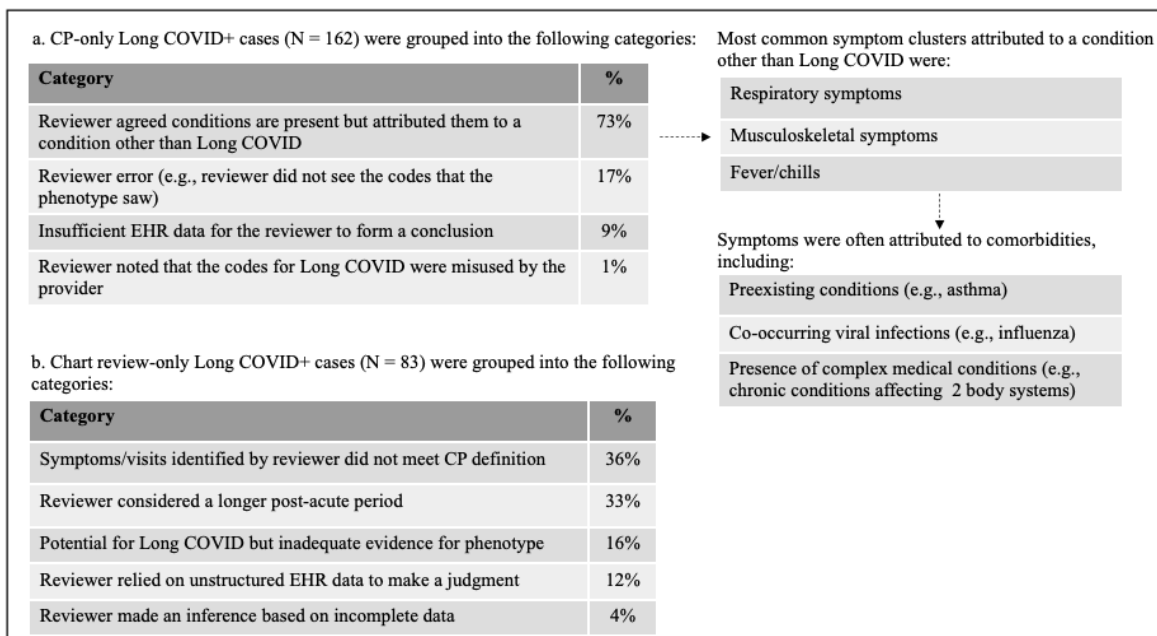 a. CP-only Long COVID+ cases (N = 162) were grouped into the following categories:
Category %
Reviewer agreed conditions are present but attributed them to a
condition other than Long COVID 73%
Reviewer error (e.g., reviewer did not see the codes that the
phenotype saw) 17%
Insufficient EHR data for the reviewer to form a conclusion 9%
Reviewer noted that the codes for Long COVID were misused by the
provider 1%
Most common symptom clusters attributed to a condition
other than Long COVID were:
Respiratory symptoms
Musculoskeletal symptoms
Fever/chills
Symptoms were often attributed to comorbidities,
including:
Preexisting conditions (e.g., asthma)
Co-occurring viral infections (e.g., influenza)
Presence of complex medical conditions (e.g.,
chronic conditions affecting 2 body systems)
b. Chart review-only Long COVID+ cases (N = 83) were grouped into the following
categories:
Category %
Symptoms/visits identified by reviewer did not meet CP definition 36%
Reviewer considered a longer post-acute period 33%
Potential for Long COVID but inadequate evidence for phenotype 16%
Reviewer relied on unstructured EHR data to make a judgment 12%
Reviewer made an inference based on incomplete data 4%